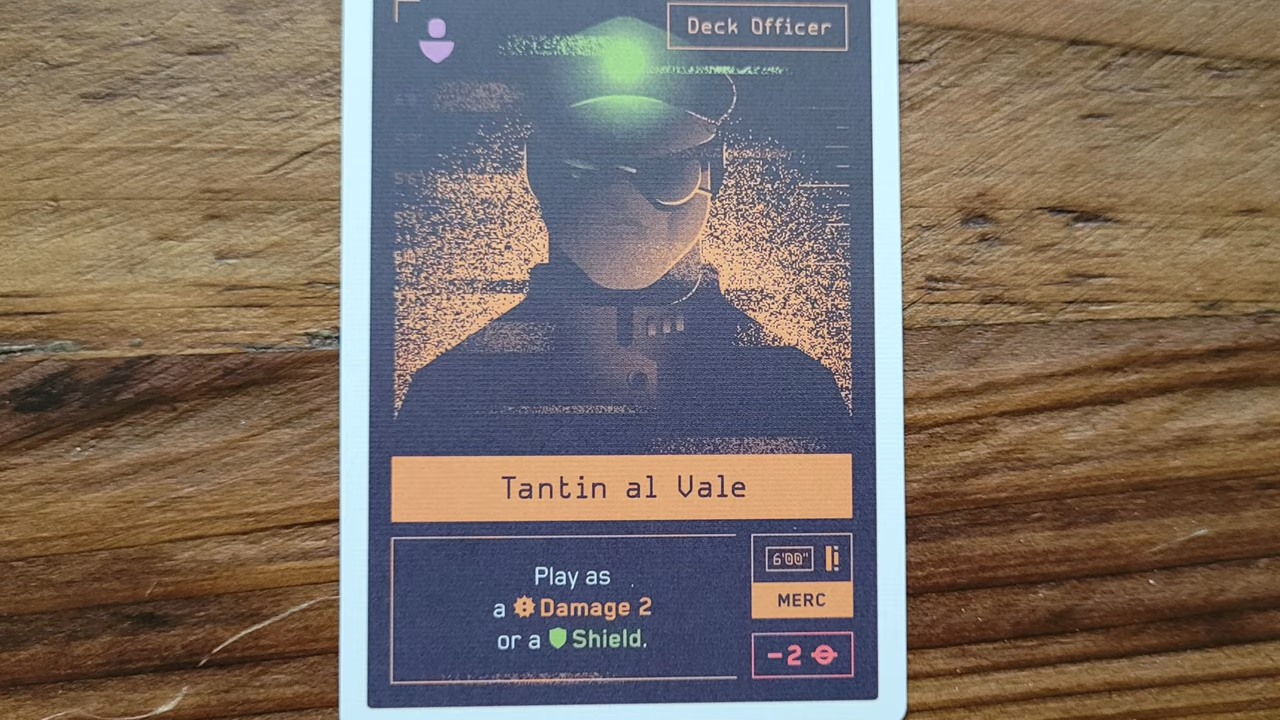 Deck Officer
Tantin al Vale
Play as
a Damage 2
or a Shield.
6'00"
MERC
-2